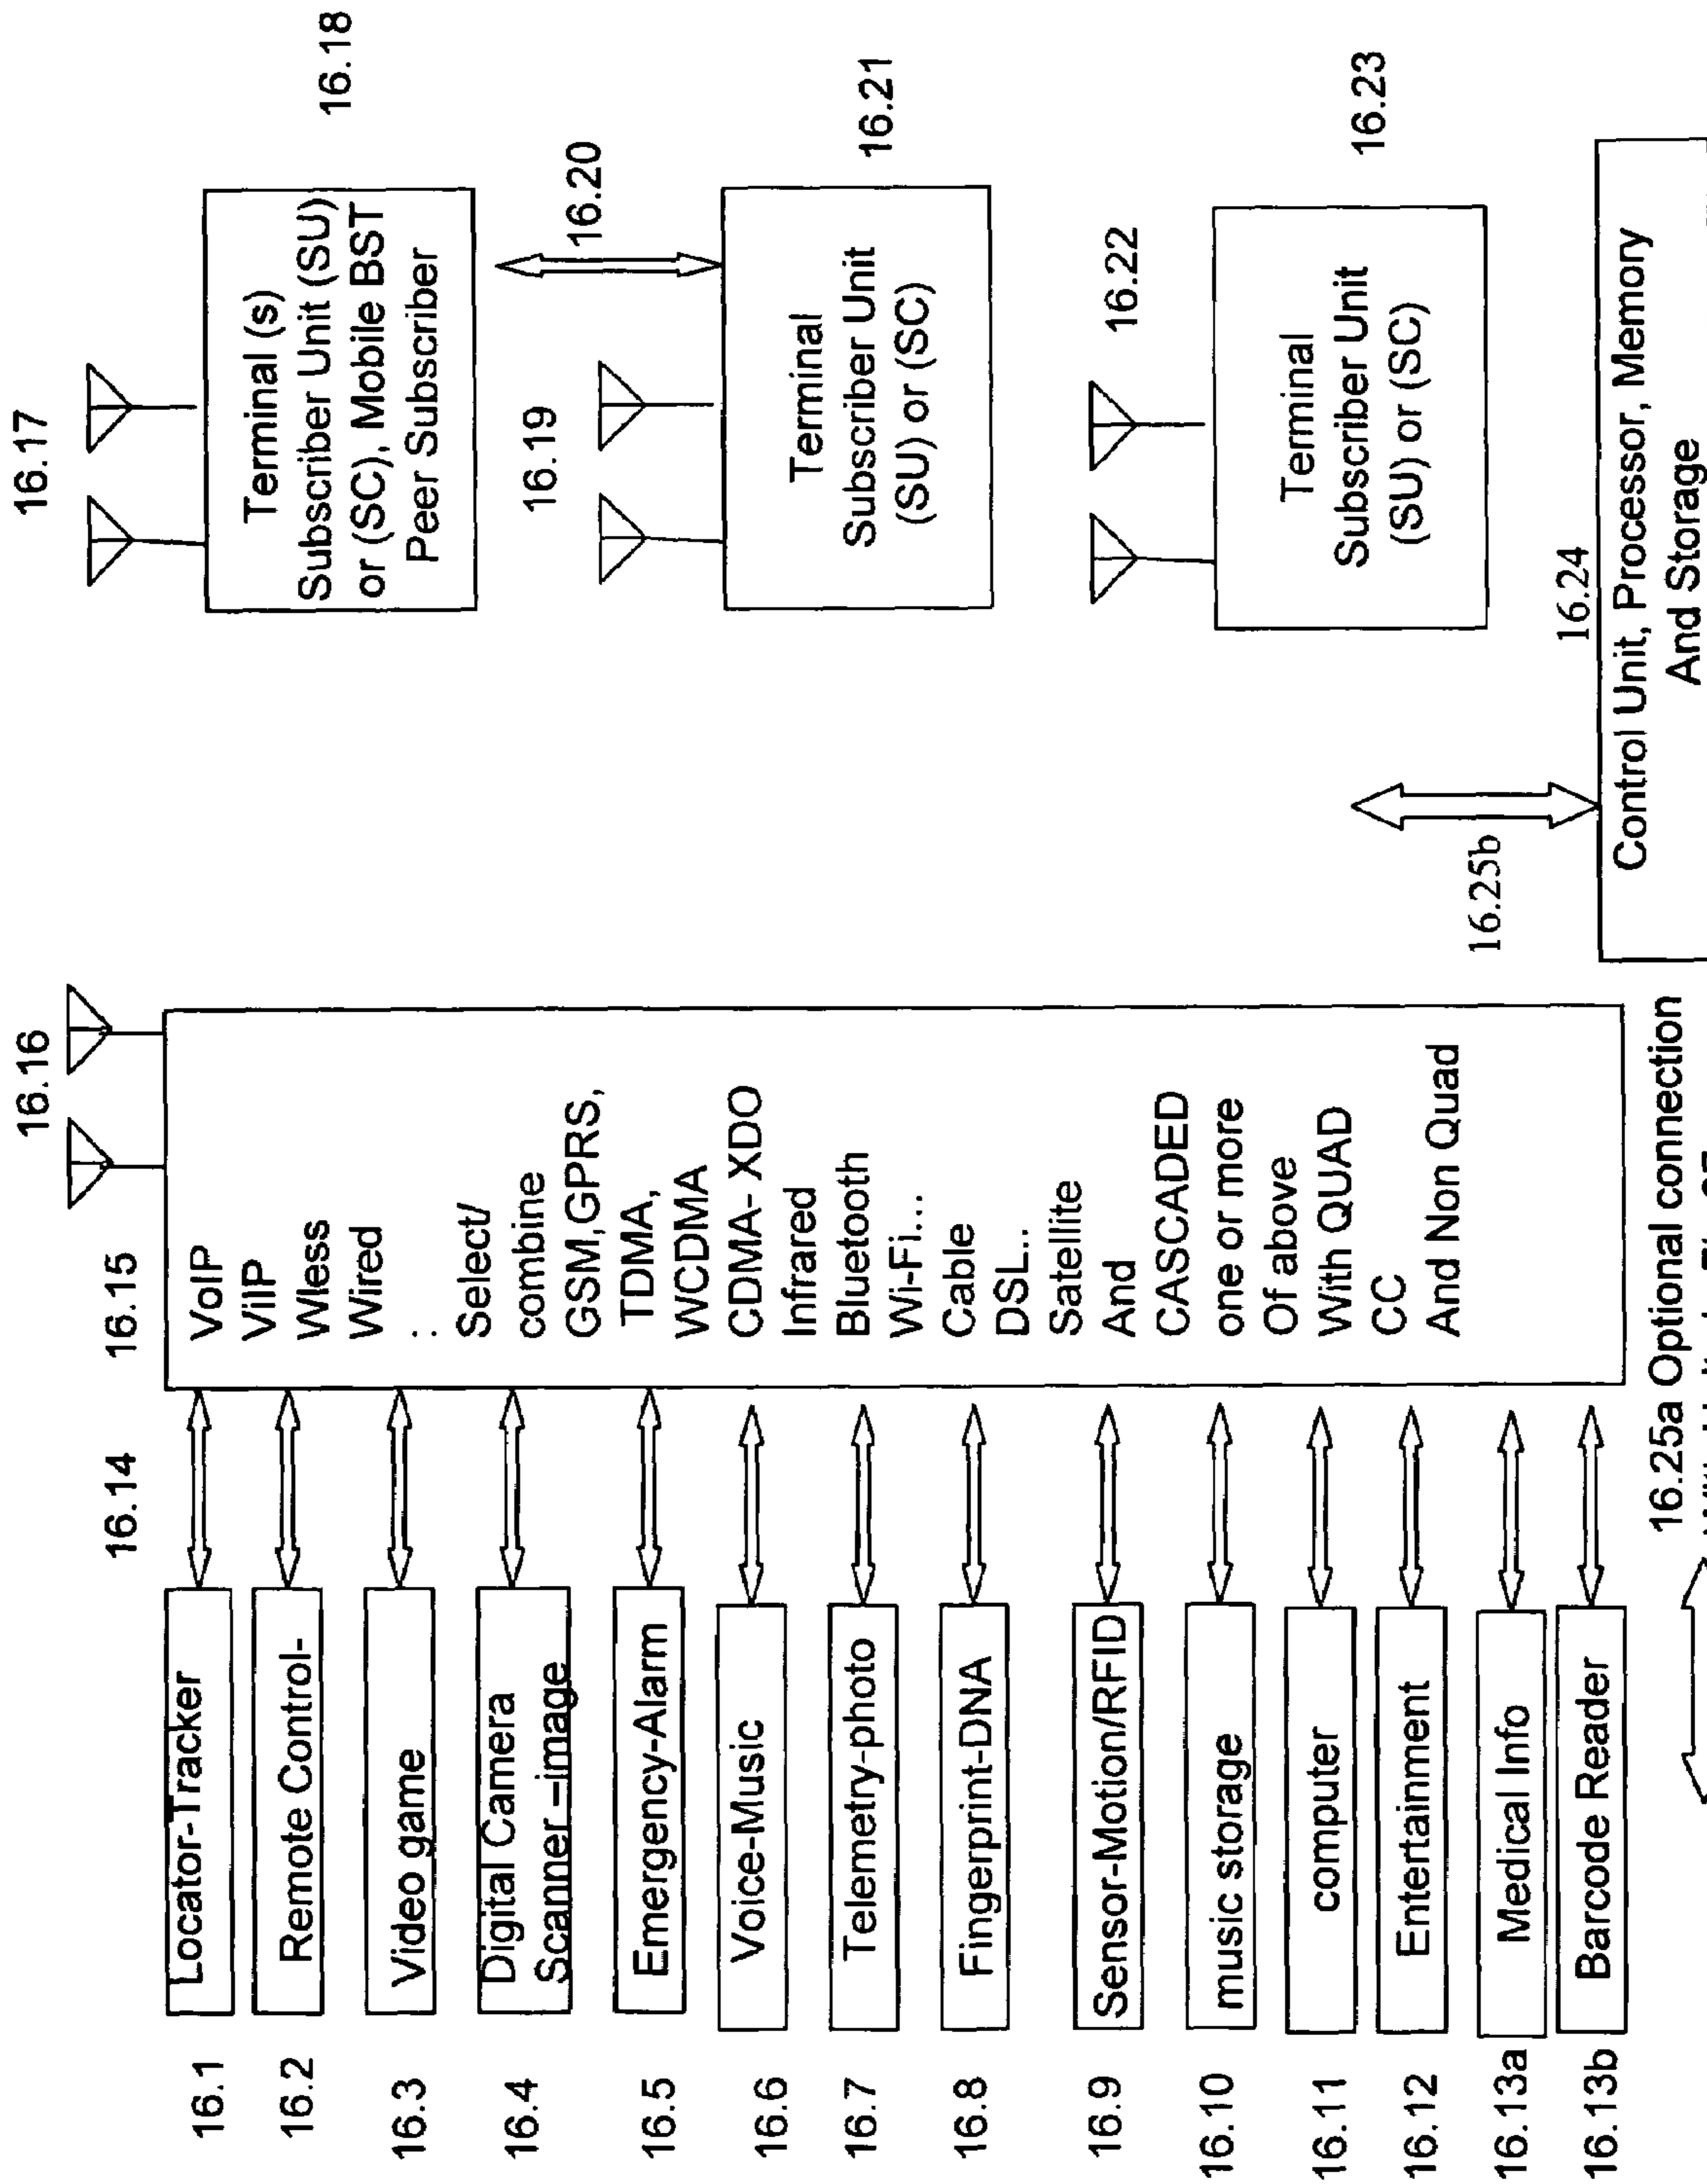 16.1
Locator-Tracker
16.2
Remote Control-
16.3
Video game
16.4
Digital Camera
Scanner –image
16.5
Emergency-Alarm
16.6
Voice-Music
16.7
Telemetry-photo
16.8
Fingerprint-DNA
16.9
Sensor-Motion/RFID
16.10
music storage
16.11
computer
16.12
Entertainment
16.13a
Medical Info
16.13b
Barcode Reader
16.14
16.15
16.16
VoIP
ViIP
Wless
Wired
..
Select/
combine
GSM,GPRS,
TDMA,
WCDMA
CDMA- XDO
Infrared
Bluetooth
Wi-Fi...
Cable
DSL..
Satellite
And
CASCADED
one or more
Of above
With QUAD
CC
And Non Quad
16.25a Optional connection
16.17
Terminal (s)
Subscriber Unit (SU)
or (SC), Mobile BST
Peer Subscriber
16.18
16.19
16.20
Terminal
Subscriber Unit
(SU) or (SC)
16.21
16.22
Terminal
Subscriber Unit
(SU) or (SC)
16.23
16.25b
16.24
Control Unit, Processor, Memory
And Storage